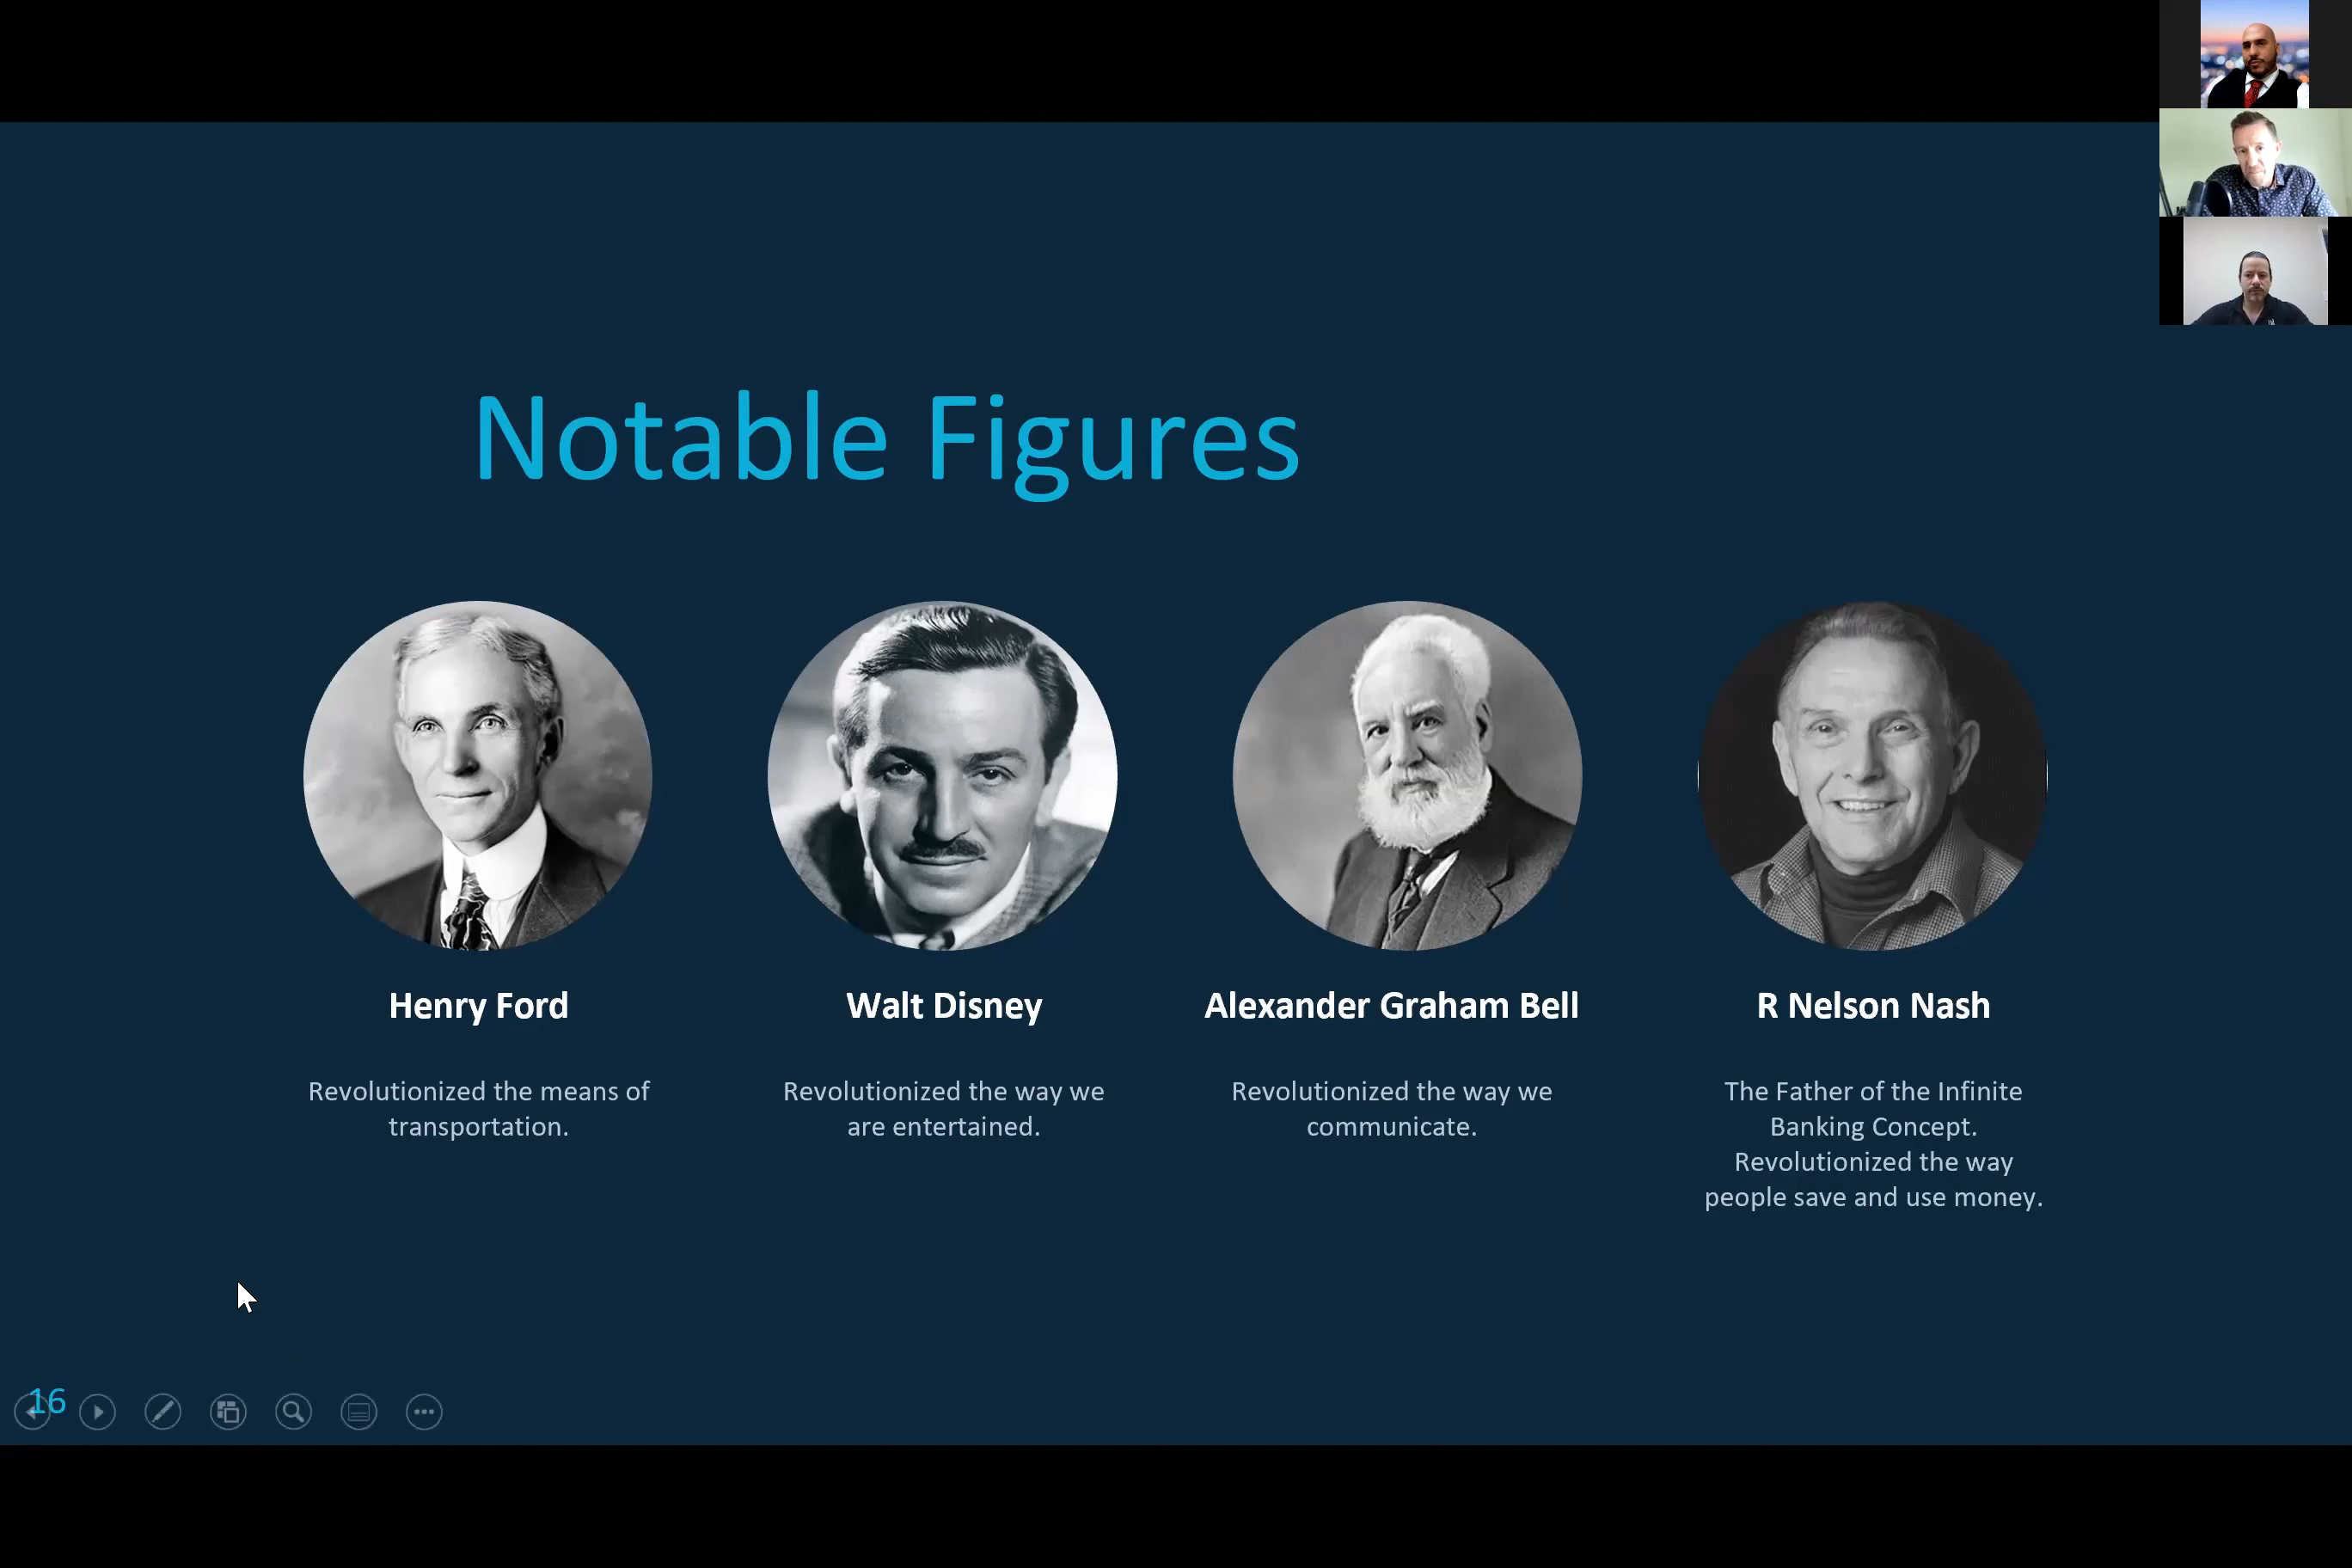 Notable Figures
Henry Ford
Revolutionized the means of
transportation.
Walt Disney
Revolutionized the way we
are entertained.
Alexander Graham Bell
Revolutionized the way we
communicate.
R Nelson Nash
The Father of the Infinite
Banking Concept.
Revolutionized the way
people save and use money.
16